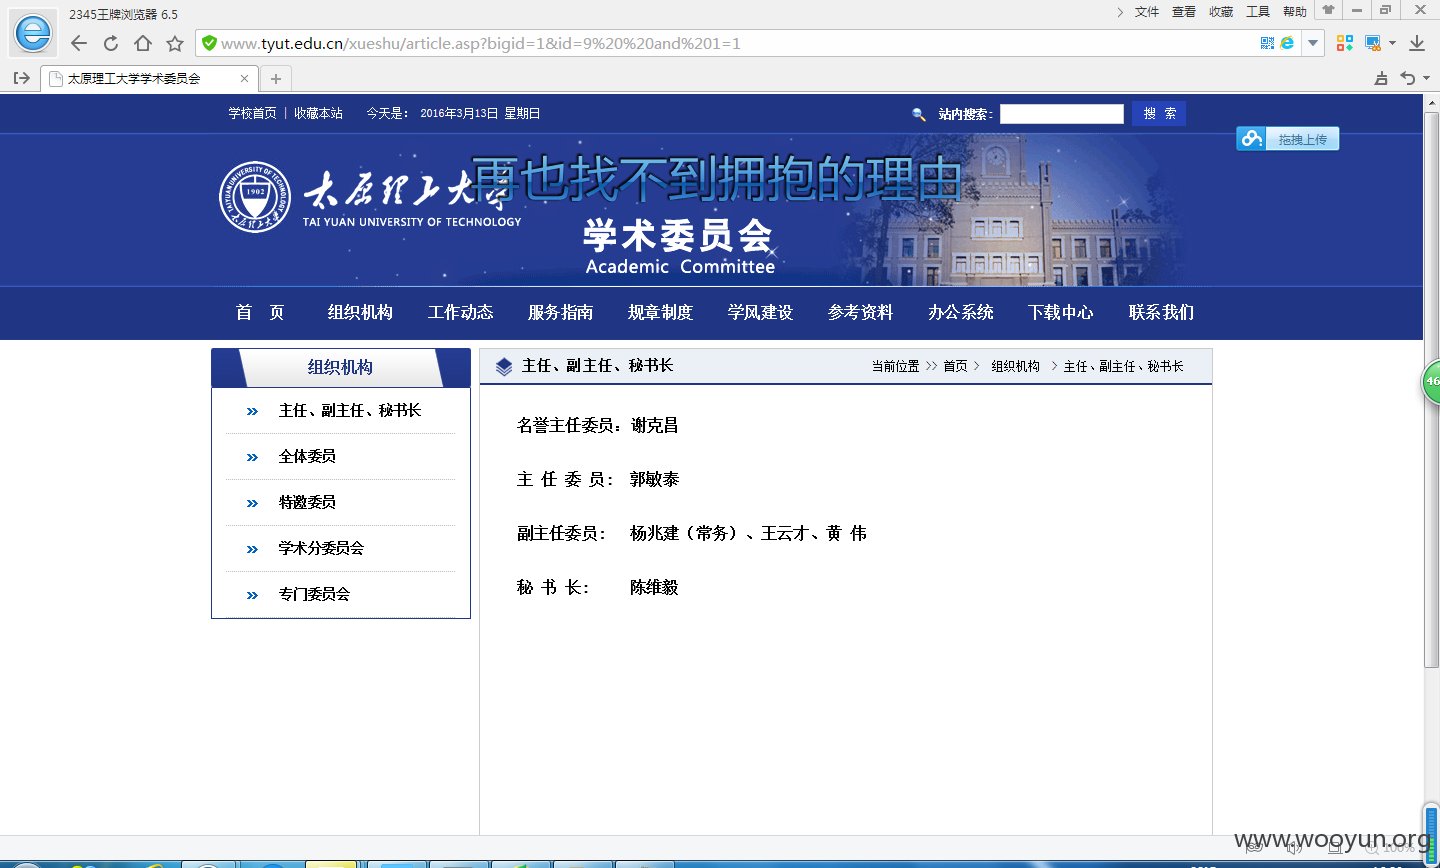 2345王牌浏览器 6.5
文件 查看 收藏 工具 帮助
www.tyut.edu.cn/xueshu/article.asp?bigid=1&id=9%20%20and%201=1
太原理工大学学术委员会
学校首页 | 收藏本站 今天是： 2016年3月13日 星期日
站内搜索: 搜 索
拖拽上传
再也找不到拥抱的理由
TAIYUAN UNIVERSITY OF TECHNOLOGY
1902
太原理工大学
TAI YUAN UNIVERSITY OF TECHNOLOGY
学术委员会
Academic Committee
首 页 组织机构 工作动态 服务指南 规章制度 学风建设 参考资料 办公系统 下载中心 联系我们
组织机构
主任、副主任、秘书长
全体委员
特邀委员
学术分委员会
专门委员会
主任、副主任、秘书长
当前位置 >> 首页 > 组织机构 > 主任、副主任、秘书长
名誉主任委员：谢克昌
主 任 委 员： 郭敏泰
副主任委员： 杨兆建（常务）、王云才、黄 伟
秘 书 长： 陈维毅
46
www.wooyun.org
100%